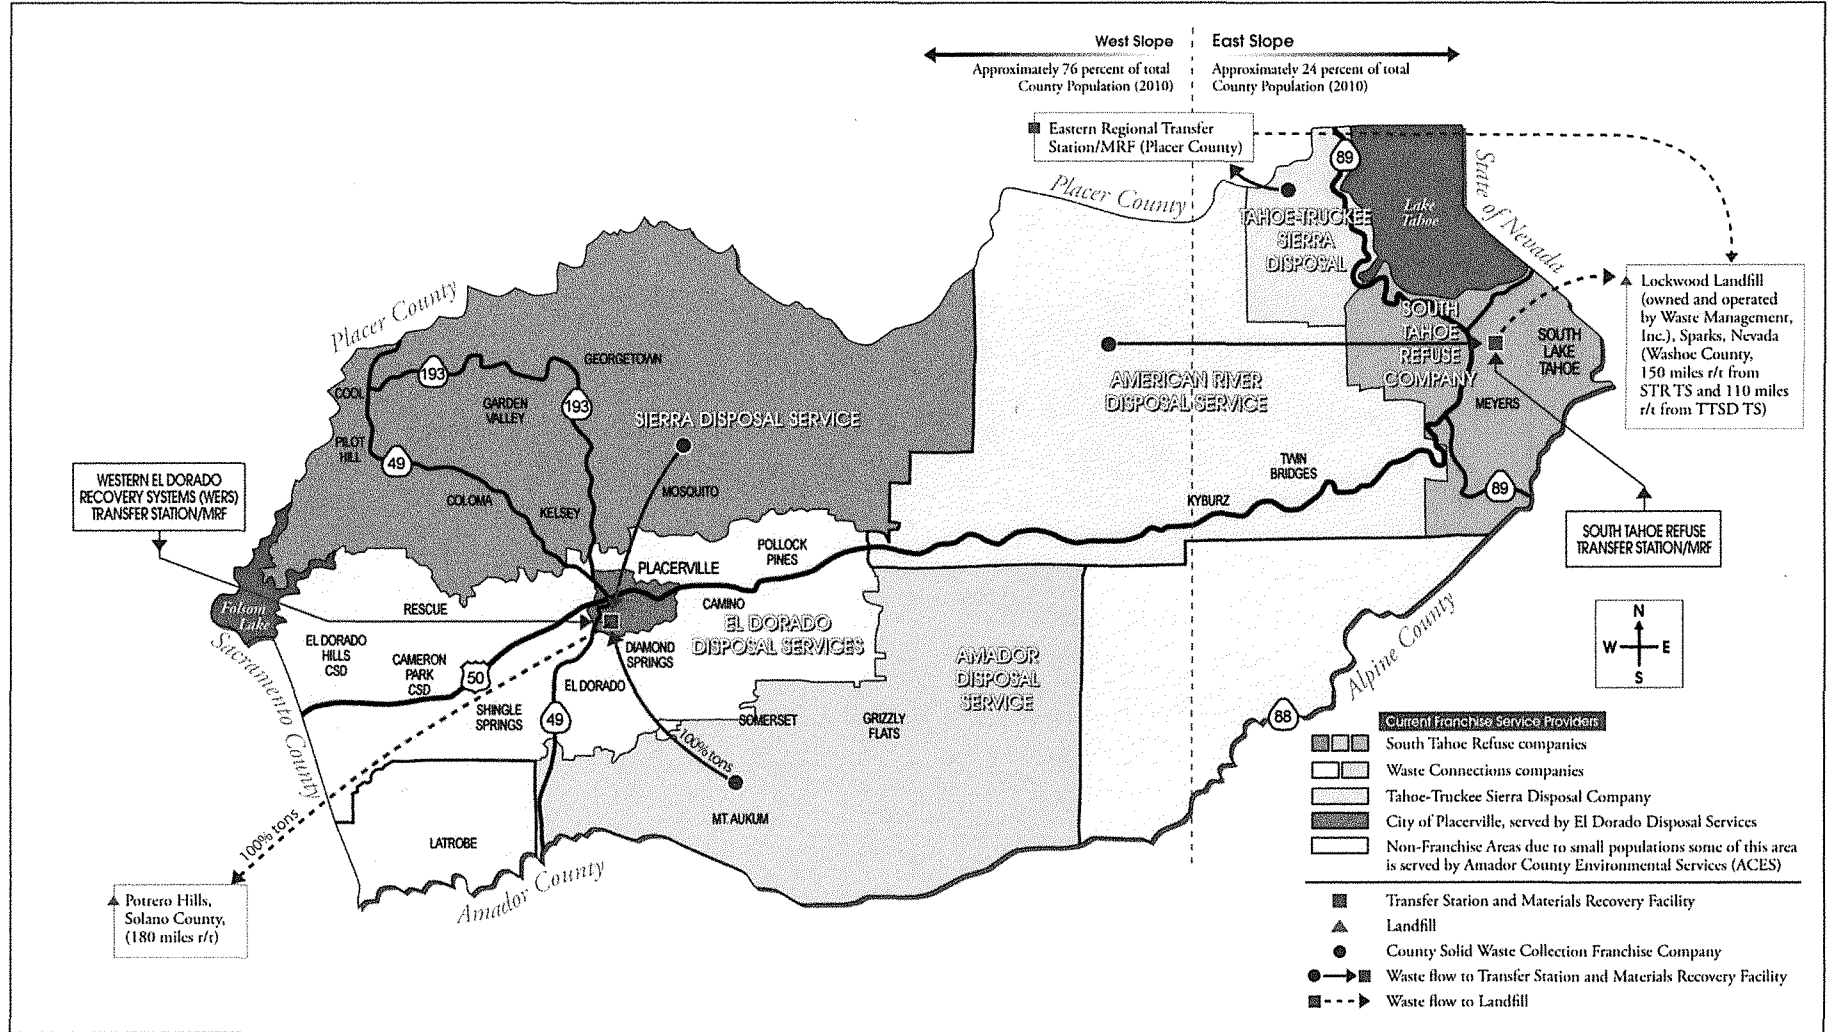 West Slope
East Slope
Approximately 76 percent of total
County Population (2010)
Approximately 24 percent of total
County Population (2010)
Eastern Regional Transfer
Station/MRF (Placer County)
89
Lake
Tahoe
State of Nevada
Placer County
TAHOE-TRUCKEE
SIERRA
DISPOSAL
Lockwood Landfill
(owned and operated
by Waste Management,
Inc.), Sparks, Nevada
(Washoe County,
150 miles r/t from
STR TS and 110 miles
r/t from TTSD TS)
SOUTH
TAHOE
REFUSE
COMPANY
SOUTH
LAKE
TAHOE
MEYERS
AMERICAN RIVER
DISPOSAL SERVICE
TWIN
BRIDGES
KYBURZ
89
SOUTH TAHOE REFUSE
TRANSFER STATION/MRF
Placer County
193
GEORGETOWN
COOL
GARDEN
VALLEY
193
SIERRA DISPOSAL SERVICE
PILOT
HILL
49
COLOMA
KELSEY
MOSQUITO
WESTERN EL DORADO
RECOVERY SYSTEMS (WERS)
TRANSFER STATION/MRF
POLLOCK
PINES
PLACERVILLE
CAMINO
Folsom
Lake
RESCUE
EL DORADO
DISPOSAL SERVICES
EL DORADO
HILLS
CSD
CAMERON
PARK
CSD
50
DIAMOND
SPRINGS
EL DORADO
SHINGLE
SPRINGS
49
AMADOR
DISPOSAL
SERVICE
SOMERSET
GRIZZLY
FLATS
100% tons
MT AUKUM
LATROBE
Sacramento County
100% tons
Amador County
Potrero Hills,
Solano County,
(180 miles r/t)
Alpine County
88
N
W E
S
Current Franchise Service Providers
South Tahoe Refuse companies
Waste Connections companies
Tahoe-Truckee Sierra Disposal Company
City of Placerville, served by El Dorado Disposal Services
Non-Franchise Areas due to small populations some of this area
is served by Amador County Environmental Services (ACES)
Transfer Station and Materials Recovery Facility
Landfill
County Solid Waste Collection Franchise Company
Waste flow to Transfer Station and Materials Recovery Facility
Waste flow to Landfill